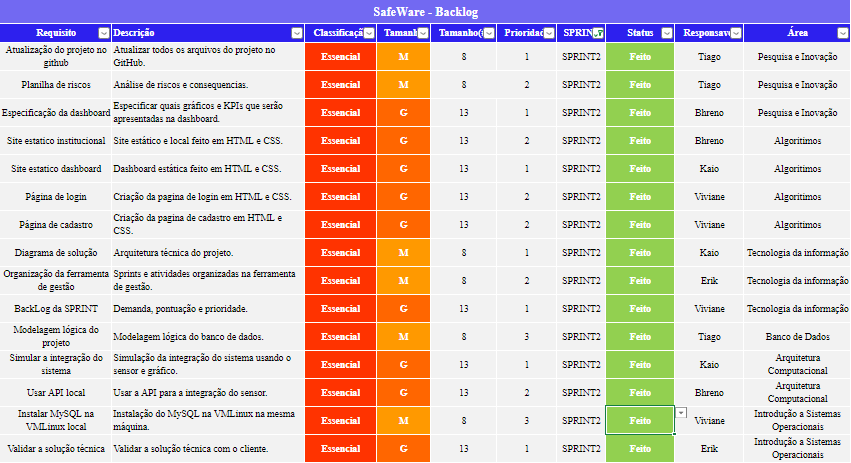 SafeWare - Backlog
Requisito Descrição Classificaçã Tamanh Tamanho( Prioridad SPRINT Status Responsave Área
Atualização do projeto no github Atualizar todos os arquivos do projeto no GitHub. Essencial M 8 1 SPRINT2 Feito Tiago Pesquisa e Inovação
Planilha de riscos Análise de riscos e consequencias. Essencial M 8 2 SPRINT2 Feito Tiago Pesquisa e Inovação
Especificação da dashboard Especificar quais gráficos e KPIs que serão apresentadas na dashboard. Essencial G 13 1 SPRINT2 Feito Bhreno Pesquisa e Inovação
Site estatico institucional Site estático e local feito em HTML e CSS. Essencial G 13 2 SPRINT2 Feito Bhreno Algoritimos
Site estatico dashboard Dashboard estática feito em HTML e CSS. Essencial G 13 1 SPRINT2 Feito Kaio Algoritimos
Página de login Criação da pagina de login em HTML e CSS. Essencial G 13 2 SPRINT2 Feito Viviane Algoritimos
Página de cadastro Criação da pagina de cadastro em HTML e CSS. Essencial G 13 2 SPRINT2 Feito Viviane Algoritimos
Diagrama de solução Arquitetura técnica do projeto. Essencial M 8 1 SPRINT2 Feito Kaio Tecnologia da informação
Organização da ferramenta de gestão Sprints e atividades organizadas na ferramenta de gestão. Essencial M 8 2 SPRINT2 Feito Erik Tecnologia da informação
BackLog da SPRINT Demanda, pontuação e prioridade. Essencial G 13 1 SPRINT2 Feito Viviane Tecnologia da informação
Modelagem lógica do projeto Modelagem lógica do banco de dados. Essencial M 8 3 SPRINT2 Feito Tiago Banco de Dados
Simular a integração do sistema Simulação da integração do sistema usando o sensor e gráfico. Essencial G 13 1 SPRINT2 Feito Kaio Arquitetura Computacional
Usar API local Usar a API para a integração do sensor. Essencial G 13 2 SPRINT2 Feito Bhreno Arquitetura Computacional
Instalar MySQL na VMLinux local Instalação do MySQL na VMLinux na mesma máquina. Essencial M 8 3 SPRINT2 Feito Viviane Introdução a Sistemas Operacionais
Validar a solução técnica Validar a solução técnica com o cliente. Essencial G 13 1 SPRINT2 Feito Erik Introdução a Sistemas Operacionais